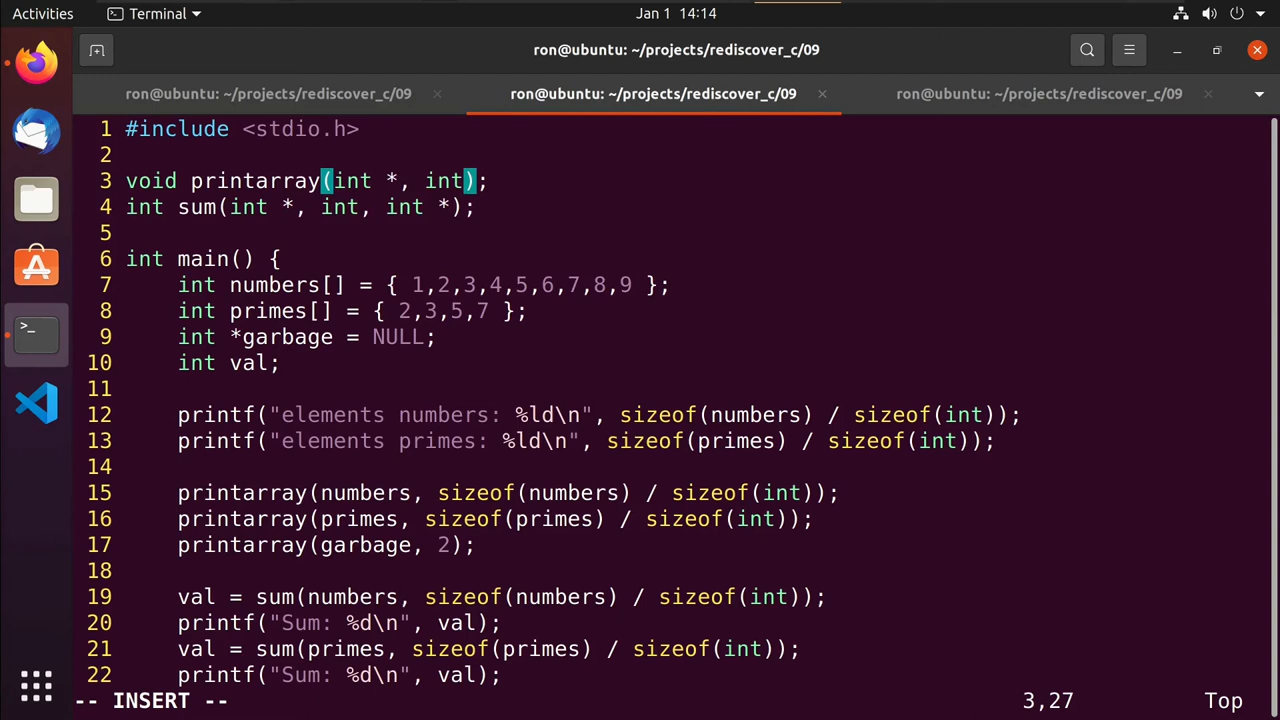 Activities
Terminal
Jan 1 14:14
ron@ubuntu: ~/projects/rediscover_c/09
ron@ubuntu: ~/projects/rediscover_c/09
ron@ubuntu: ~/projects/rediscover_c/09
ron@ubuntu: ~/projects/rediscover_c/09
1 #include <stdio.h>
2
3 void printarray(int *, int);
4 int sum(int *, int, int *);
5
6 int main() {
7     int numbers[] = { 1,2,3,4,5,6,7,8,9 };
8     int primes[] = { 2,3,5,7 };
9     int *garbage = NULL;
10     int val;
11
12     printf("elements numbers: %ld\n", sizeof(numbers) / sizeof(int));
13     printf("elements primes: %ld\n", sizeof(primes) / sizeof(int));
14
15     printarray(numbers, sizeof(numbers) / sizeof(int));
16     printarray(primes, sizeof(primes) / sizeof(int));
17     printarray(garbage, 2);
18
19     val = sum(numbers, sizeof(numbers) / sizeof(int));
20     printf("Sum: %d\n", val);
21     val = sum(primes, sizeof(primes) / sizeof(int));
22     printf("Sum: %d\n", val);
-- INSERT -- 3,27 Top